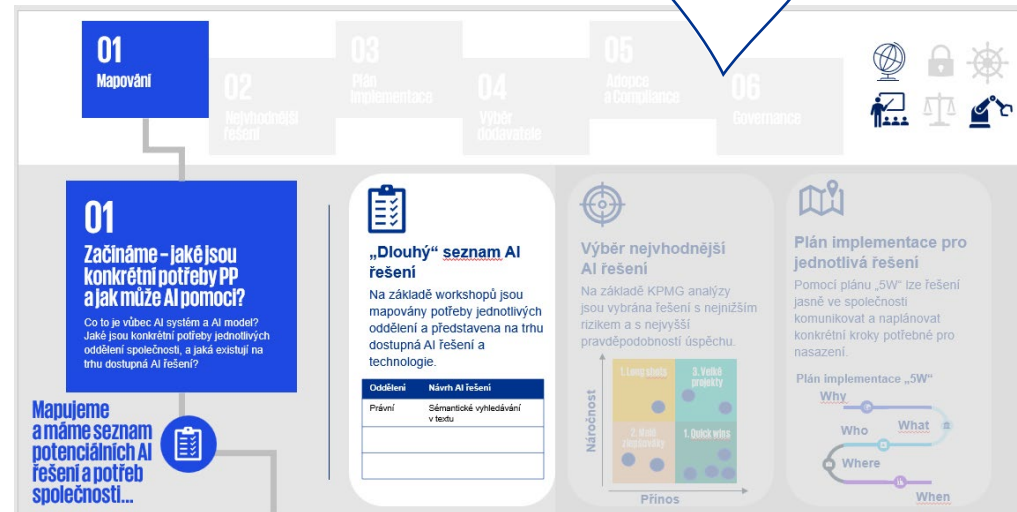 01
Mapování
02
Nejvhodnější
řešení
03
Plán
implementace
04
Výběr
dodavatele
05
Adopce
a Compliance
06
Governance
01
Začínáme – jaké jsou
konkrétní potřeby PP
a jak může AI pomoci?
Co to je vůbec AI systém a AI model?
Jaké jsou konkrétní potřeby jednotlivých
oddělení společnosti, a jaká existují na
trhu dostupná AI řešení?
Mapujeme
a máme seznam
potenciálních AI
řešení a potřeb
společnosti...
„Dlouhý“ seznam AI
řešení
Na základě workshopů jsou
mapovány potřeby jednotlivých
oddělení a představena na trhu
dostupná AI řešení a
technologie.
Oddělení Návrh AI řešení
Právní Sémantické vyhledávání
v textu
Výběr nejvhodnější
AI řešení
Na základě KPMG analýzy
jsou vybrána řešení s nejnižším
rizikem a s nejvyšší
pravděpodobností úspěchu.
Náročnost
1. Long shots
3. Velké
projekty
2. Malé
1. Quick wins
Přínos
Plán implementace pro
jednotlivá řešení
Pomocí plánu „5W“ lze řešení
jasně ve společnosti
komunikovat a naplánovat
konkrétní kroky potřebné pro
nasazení.
Plán implementace „5W“
Why
Who
What
Where
When